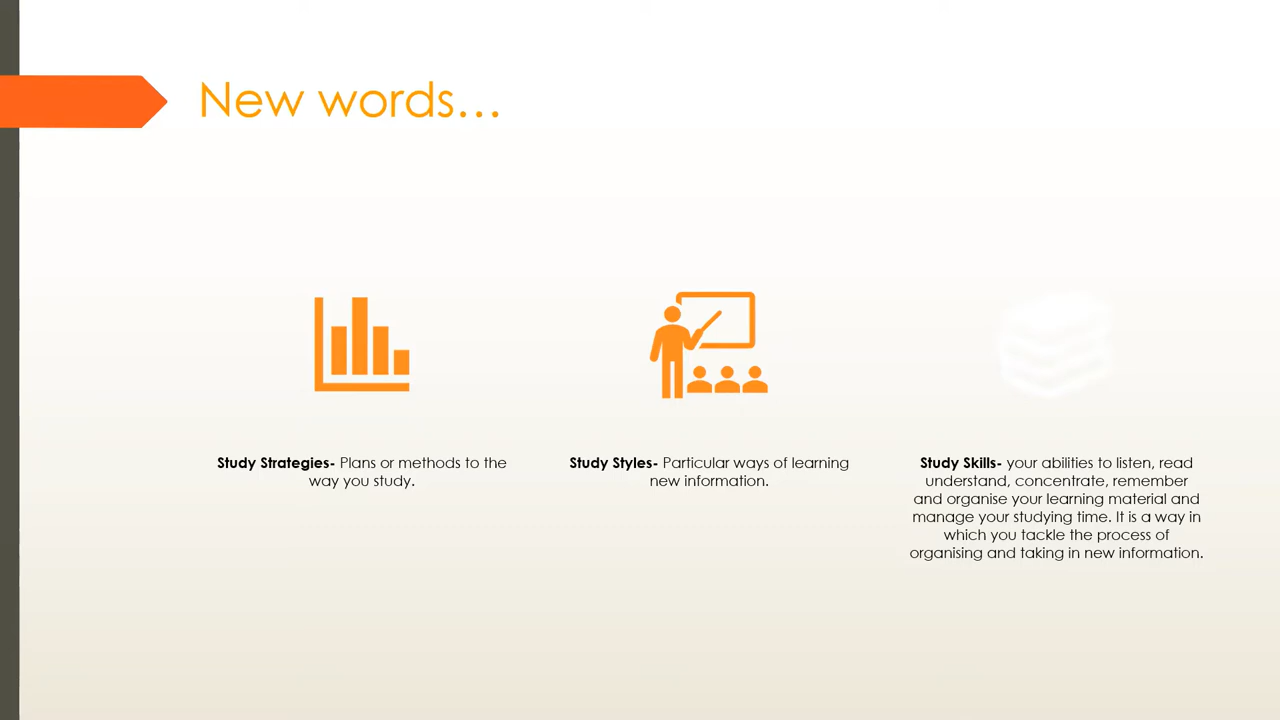 New words…
Study Strategies- Plans or methods to the
way you study.
Study Styles- Particular ways of learning
new information.
Study Skills- your abilities to listen, read
understand, concentrate, remember
and organise your learning material and
manage your studying time. It is a way in
which you tackle the process of
organising and taking in new information.